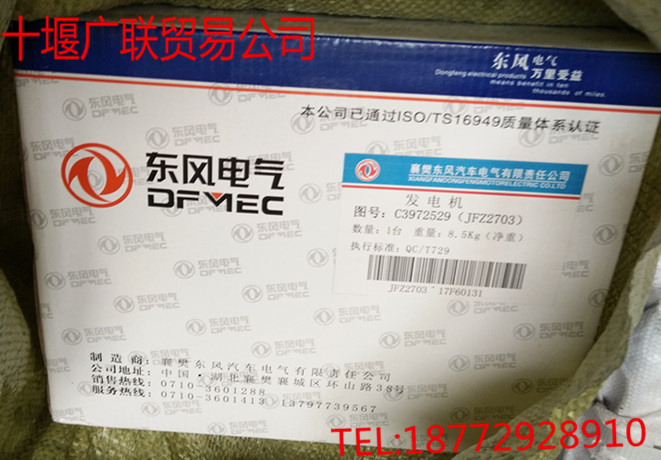 十堰广联贸易公司
东风电气
Dongfeng electrical products 万里受益
means benefit in ten
thousands of miles.
本公司已通过ISO/TS16949质量体系认证
东风电气
DFMEC
襄樊东风汽车电气有限责任公司
XIANGFANDONGFENGMOTORELECTRIC CO.LTD
发电机
图号: C3972529 (JFZ2703)
数量: 1台 重量: 8.5Kg (净重)
执行标准: QC/T729
JFZ2703 17F60131
制造商: 襄樊东风汽车电气有限责任公司
公司地址: 中国·湖北襄樊襄城区环山路38号
销售热线: 0710-3601288
服务热线: 0710-3601413 13797739567
TEL:18772928910